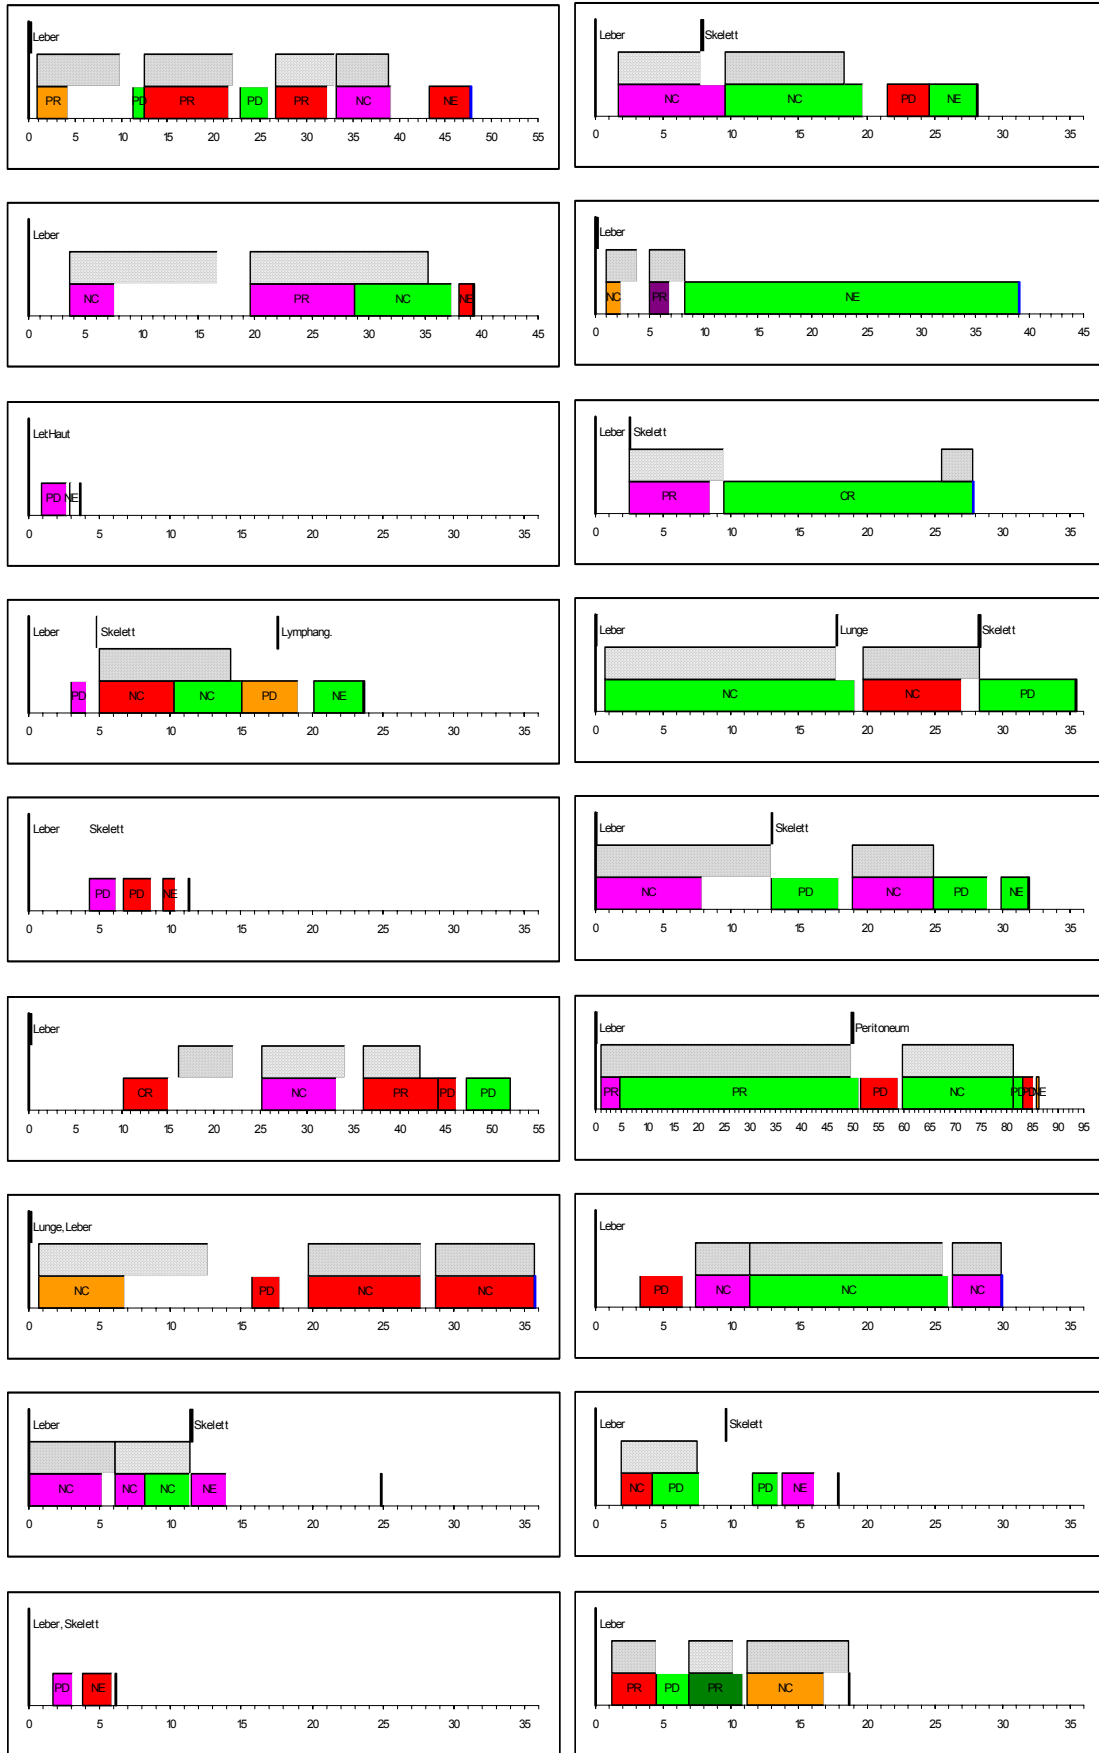 Leber
PR PD PR PD PR NC NE
0 5 10 15 20 25 30 35 40 45 50 55
Leber Skelett
NC NC PD NE
0 5 10 15 20 25 30 35
Leber
NC PR NC NE
0 5 10 15 20 25 30 35 40 45
Leber
NC PR NE
0 5 10 15 20 25 30 35 40 45
Haut
PD NE
0 5 10 15 20 25 30 35
Leber Skelett
PR CR
0 5 10 15 20 25 30 35
Leber Skelett Lymphang.
PD NC NC PD NE
0 5 10 15 20 25 30 35
Leber Lunge Skelett
NC NC PD
0 5 10 15 20 25 30 35
Leber Skelett
PD PD NE
0 5 10 15 20 25 30 35
Leber Skelett
NC PD NC PD NE
0 5 10 15 20 25 30 35
Leber
CR NC PR PD PD
0 5 10 15 20 25 30 35 40 45 50 55
Leber Peritoneum
PR PR PD NC PD PD NE
0 5 10 15 20 25 30 35 40 45 50 55 60 65 70 75 80 85 90 95
Lunge, Leber
NC PD NC NC
0 5 10 15 20 25 30 35
Leber
PD NC NC NC
0 5 10 15 20 25 30 35
Leber Skelett
NC NC NC NE
0 5 10 15 20 25 30 35
Leber Skelett
NC PD PD NE
0 5 10 15 20 25 30 35
Leber, Skelett
PD NE
0 5 10 15 20 25 30 35
Leber
PR PD PR NC
0 5 10 15 20 25 30 35